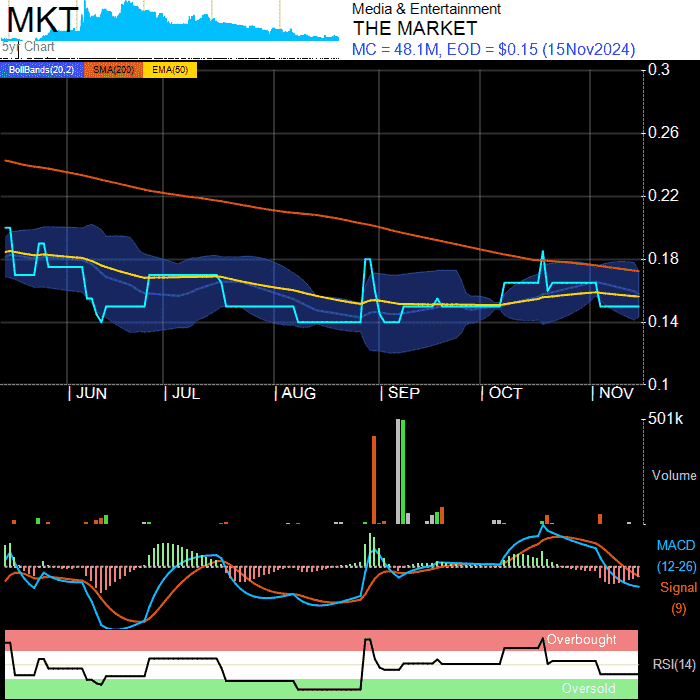 MKT
5yr Chart
Media & Entertainment
THE MARKET
MC = 48.1M, EOD = $0.15 (15Nov2024)
BollBands(20,2) SMA(200) EMA(50)
0.3
0.26
0.22
0.18
0.14
0.1
JUN JUL AUG SEP OCT NOV
501k
Volume
MACD
(12-26)
Signal
(9)
Overbought
RSI(14)
Oversold